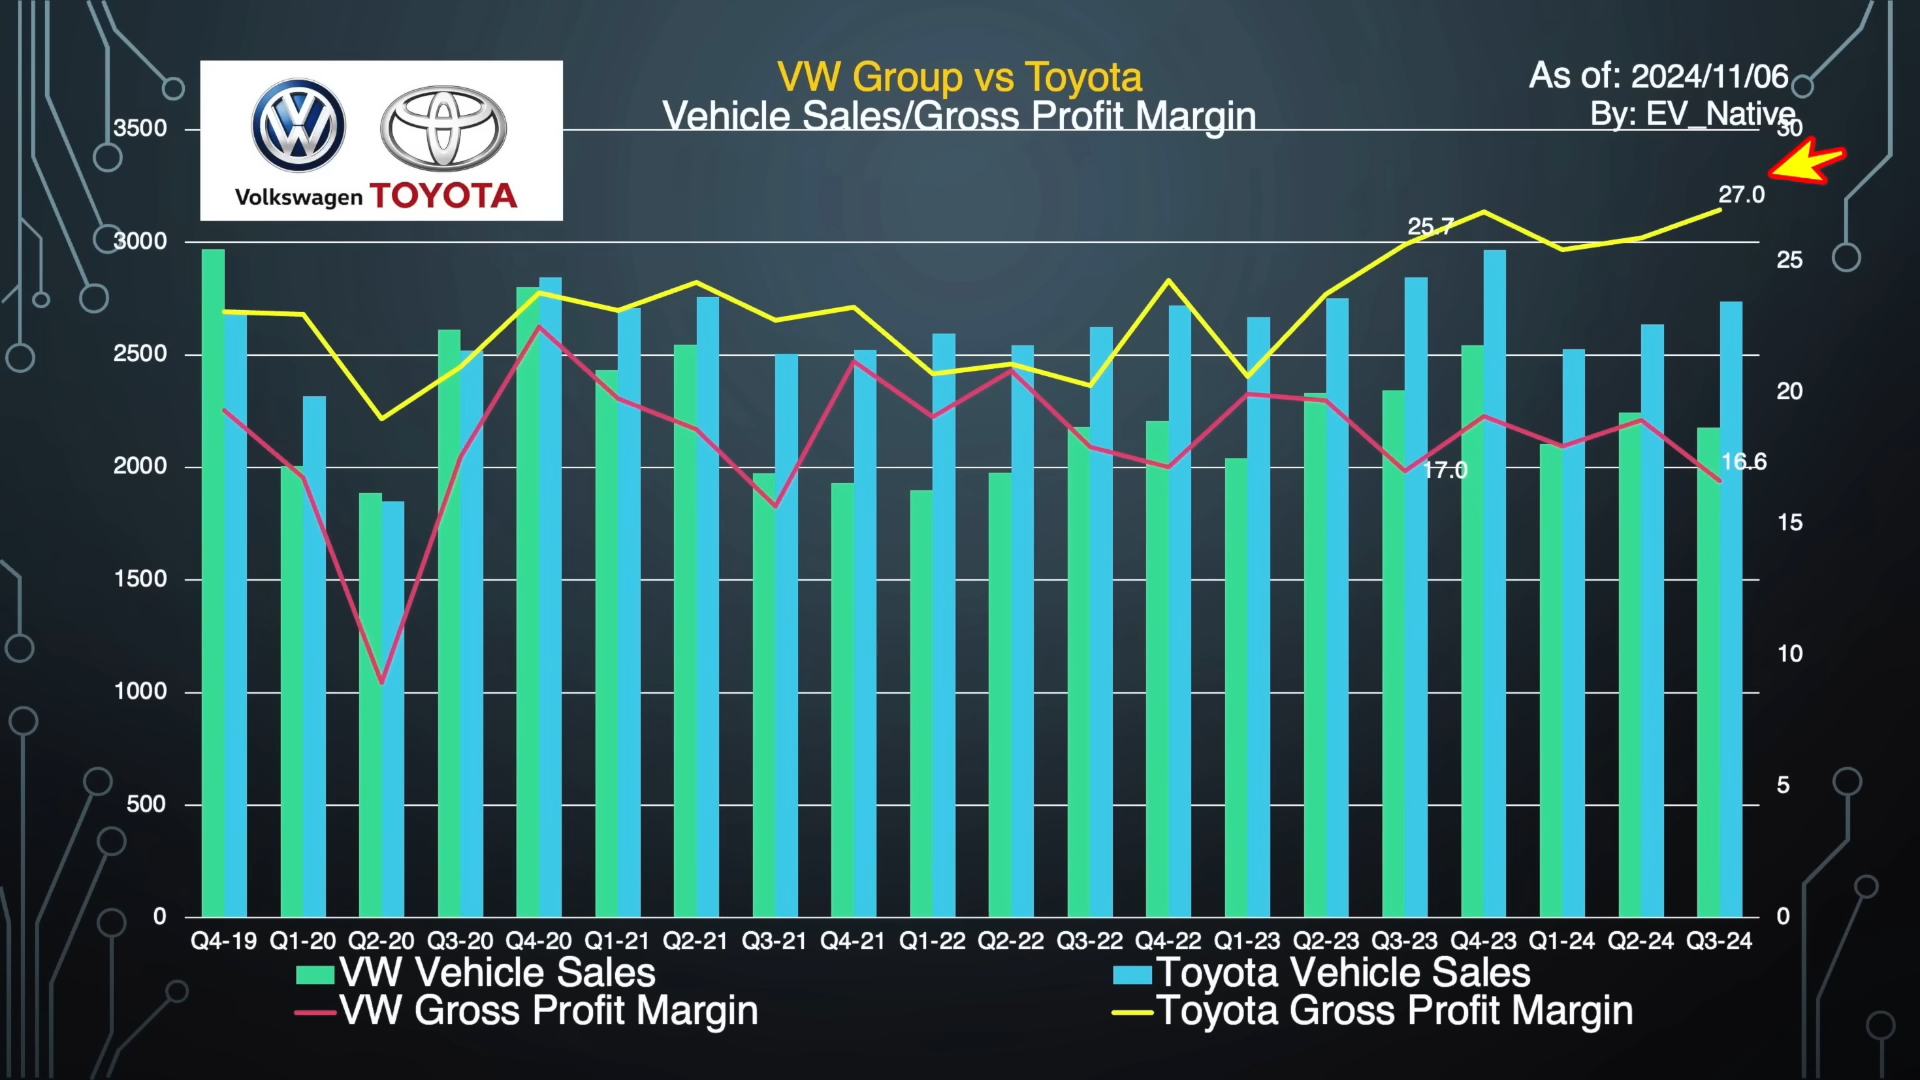 VW Group vs Toyota
Vehicle Sales/Gross Profit Margin
As of: 2024/11/06
By: EV_Native
Volkswagen TOYOTA
3500
3000
2500
2000
1500
1000
500
0
30
25
20
15
10
5
0
25.7
27.0
17.0
16.6
Q4-19 Q1-20 Q2-20 Q3-20 Q4-20 Q1-21 Q2-21 Q3-21 Q4-21 Q1-22 Q2-22 Q3-22 Q4-22 Q1-23 Q2-23 Q3-23 Q4-23 Q1-24 Q2-24 Q3-24
VW Vehicle Sales Toyota Vehicle Sales
VW Gross Profit Margin Toyota Gross Profit Margin